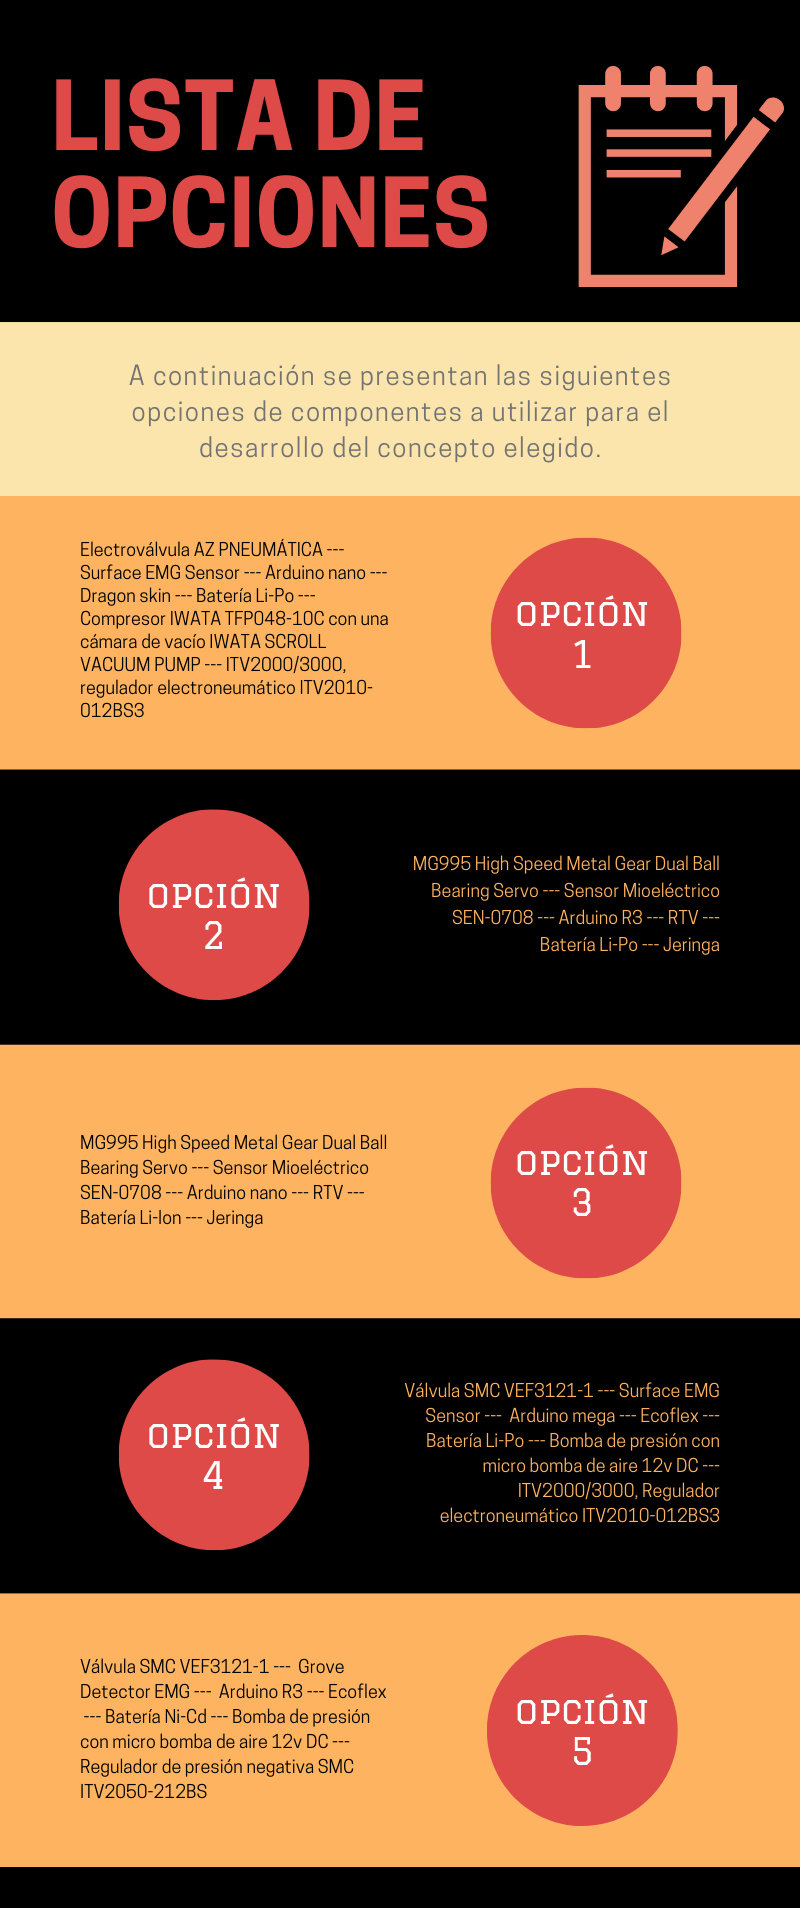 LISTA DE
OPCIONES
A continuación se presentan las siguientes
opciones de componentes a utilizar para el
desarrollo del concepto elegido.
Electroválvula AZ PNEUMÁTICA ---
Surface EMG Sensor --- Arduino nano ---
Dragon skin --- Batería Li-Po ---
Compresor IWATA TFP048-10C con una
cámara de vacío IWATA SCROLL
VACUUM PUMP --- ITV2000/3000,
regulador electroneumático ITV2010-
012BS3
OPCIÓN
1
OPCIÓN
2
MG995 High Speed Metal Gear Dual Ball
Bearing Servo --- Sensor Mioeléctrico
SEN-0708 --- Arduino R3 --- RTV ---
Batería Li-Po --- Jeringa
MG995 High Speed Metal Gear Dual Ball
Bearing Servo --- Sensor Mioeléctrico
SEN-0708 --- Arduino nano --- RTV ---
Batería Li-Ion --- Jeringa
OPCIÓN
3
OPCIÓN
4
Válvula SMC VEF3121-1 --- Surface EMG
Sensor --- Arduino mega --- Ecoflex ---
Batería Li-Po --- Bomba de presión con
micro bomba de aire 12v DC ---
ITV2000/3000, Regulador
electroneumático ITV2010-012BS3
Válvula SMC VEF3121-1 --- Grove
Detector EMG --- Arduino R3 --- Ecoflex
--- Batería Ni-Cd --- Bomba de presión
con micro bomba de aire 12v DC ---
Regulador de presión negativa SMC
ITV2050-212BS
OPCIÓN
5